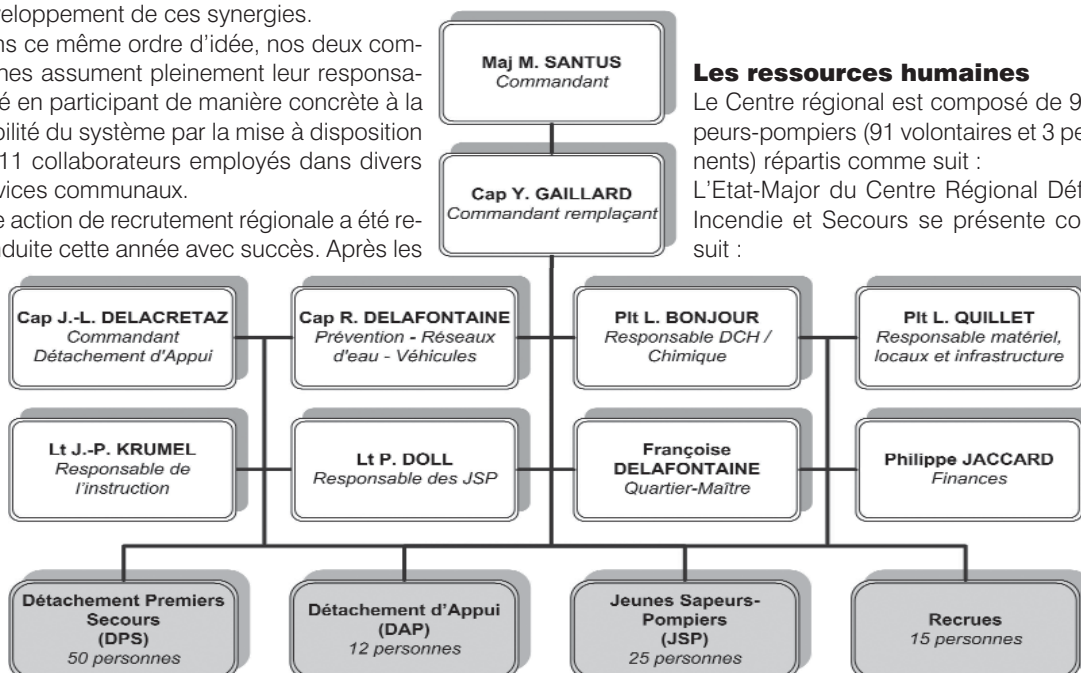 veloppement de ces synergies.
ns ce même ordre d'idée, nos deux com-
nes assument pleinement leur responsa-
é en participant de manière concrète à la
bilité du système par la mise à disposition
11 collaborateurs employés dans divers
vices communaux.
e action de recrutement régionale a été re-
nduite cette année avec succès. Après les
Maj M. SANTUS
Commandant
Cap Y. GAILLARD
Commandant remplaçant
Les ressources humaines
Le Centre régional est composé de 9
peurs-pompiers (91 volontaires et 3 pe
nents) répartis comme suit :
L'Etat-Major du Centre Régional Déf
Incendie et Secours se présente co
suit :
Cap J.-L. DELACRETAZ
Commandant
Détachement d'Appui
Cap R. DELAFONTAINE
Prévention - Réseaux
d'eau - Véhicules
Plt L. BONJOUR
Responsable DCH /
Chimique
Plt L. QUILLET
Responsable matériel,
locaux et infrastructure
Lt J.-P. KRUMEL
Responsable de
l'instruction
Lt P. DOLL
Responsable des JSP
Françoise
DELAFONTAINE
Quartier-Maître
Philippe JACCARD
Finances
Détachement Premiers
Secours
(DPS)
50 personnes
Détachement d'Appui
(DAP)
12 personnes
Jeunes Sapeurs-
Pompiers
(JSP)
25 personnes
Recrues
15 personnes